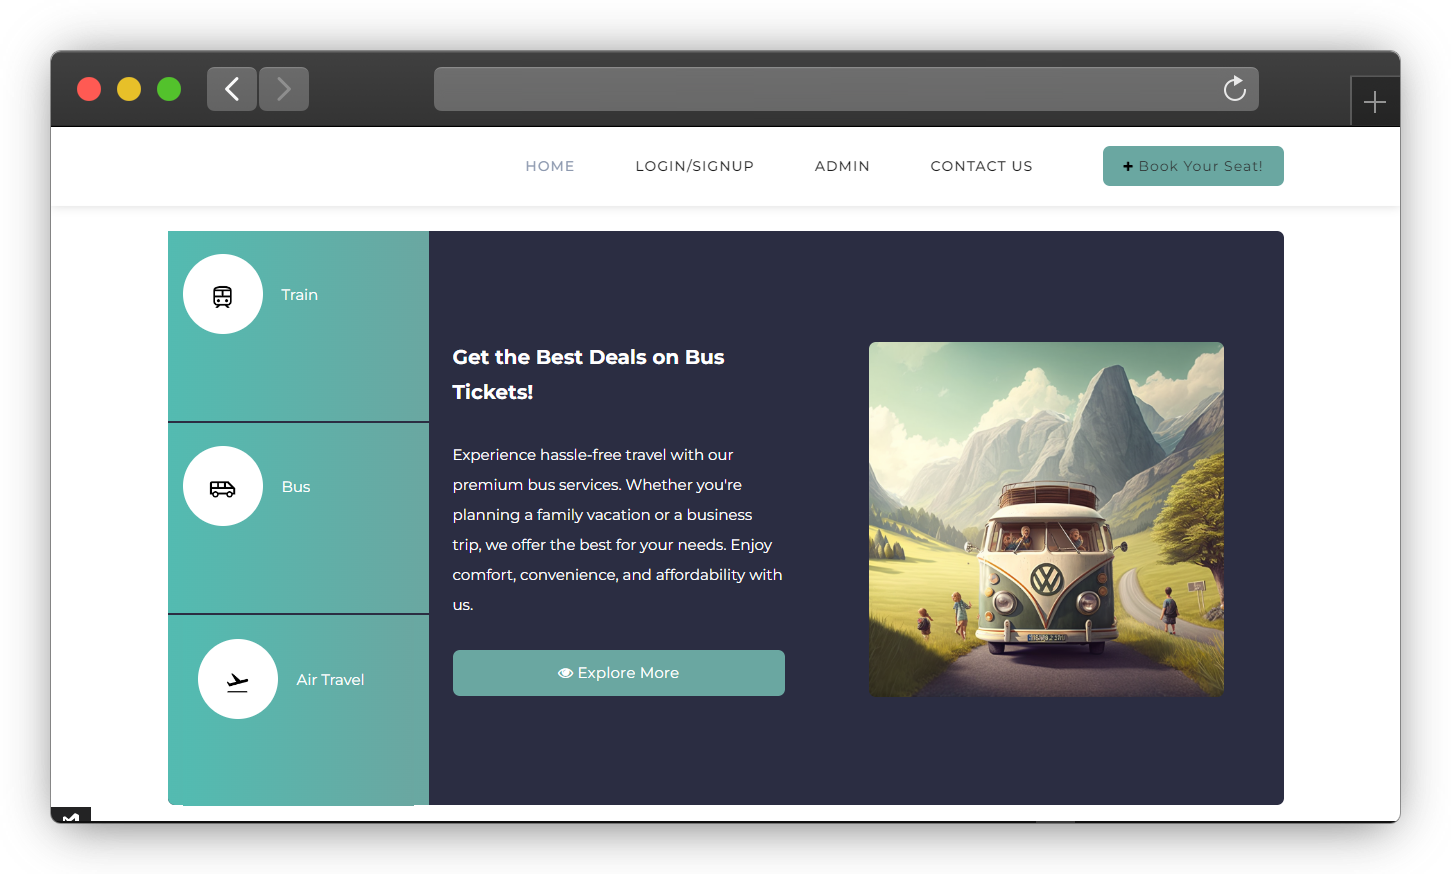 HOME LOGIN/SIGNUP ADMIN CONTACT US Book Your Seat!
Train
Bus
Air Travel
Get the Best Deals on Bus
Tickets!
Experience hassle-free travel with our
premium bus services. Whether you're
planning a family vacation or a business
trip, we offer the best for your needs. Enjoy
comfort, convenience, and affordability with
us.
Explore More